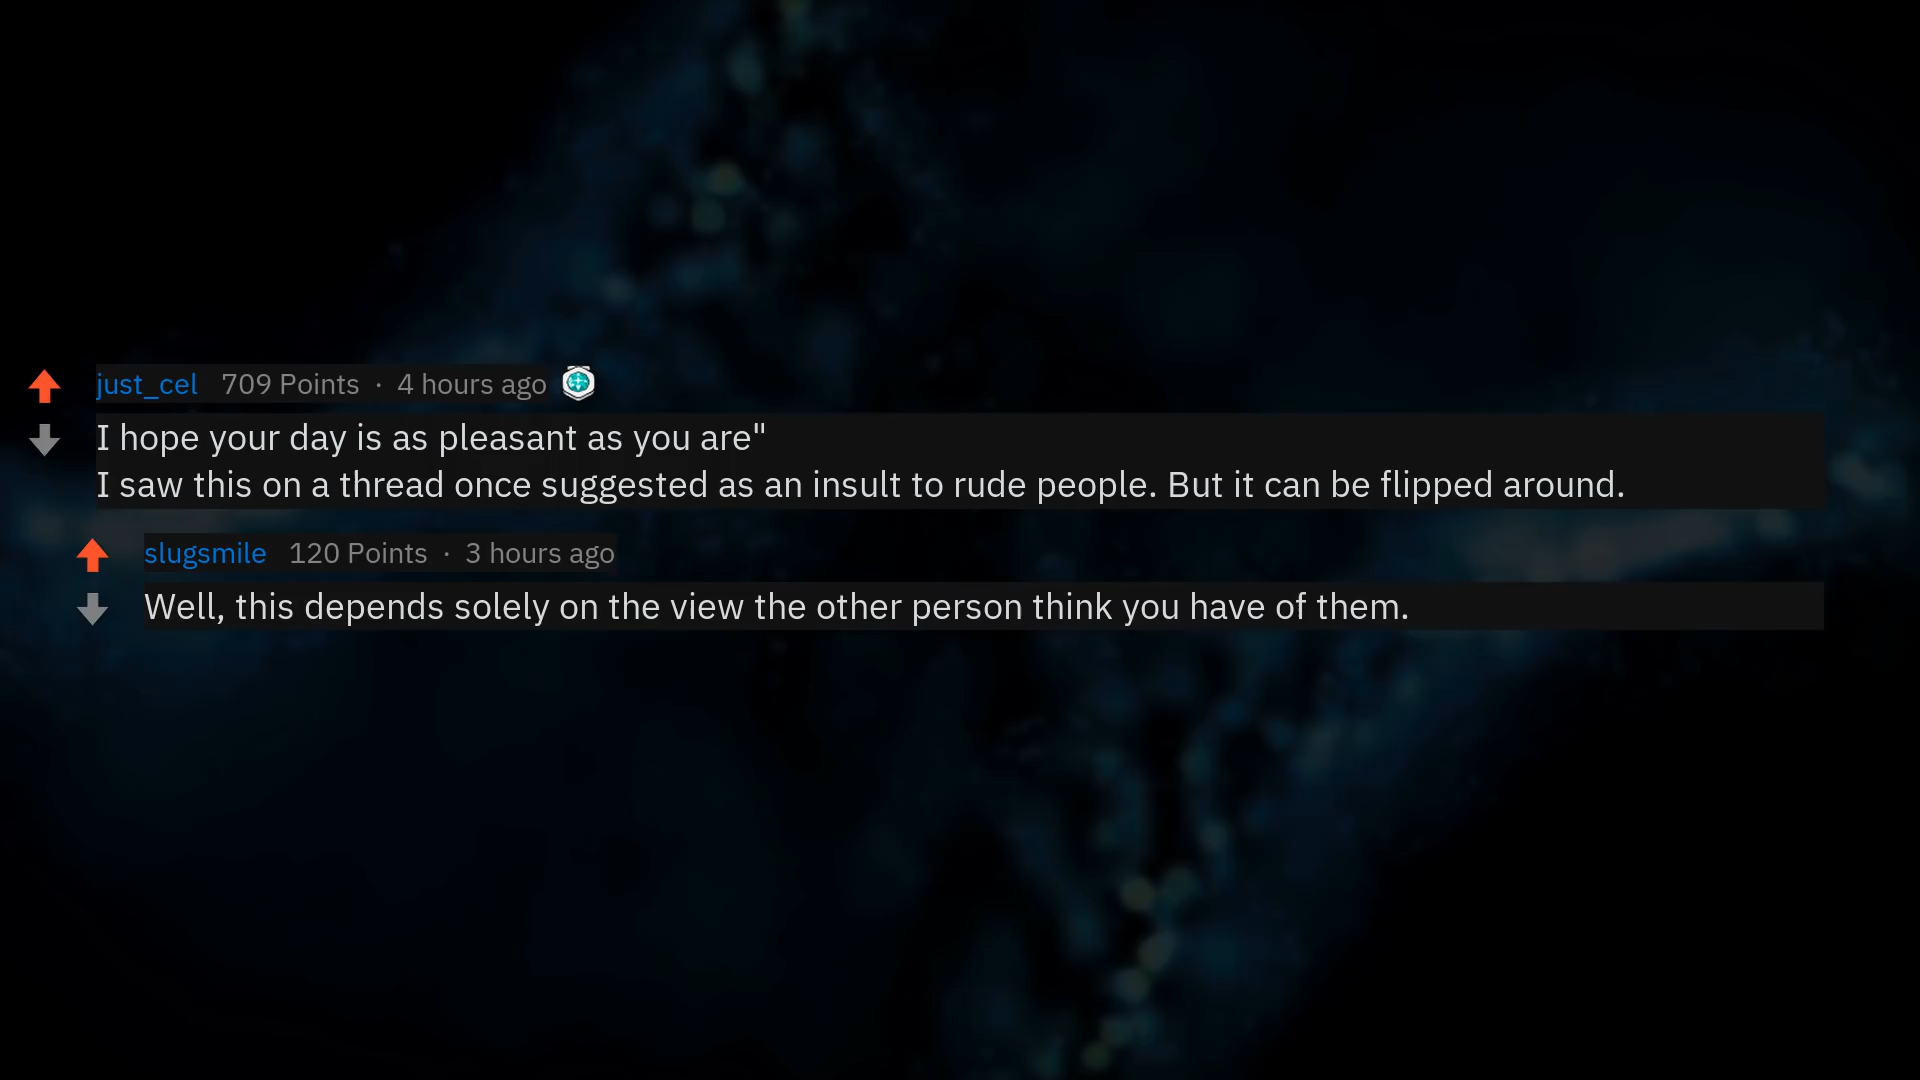 just_cel 709 Points · 4 hours ago
I hope your day is as pleasant as you are"
I saw this on a thread once suggested as an insult to rude people. But it can be flipped around.
slugsmile 120 Points · 3 hours ago
Well, this depends solely on the view the other person think you have of them.